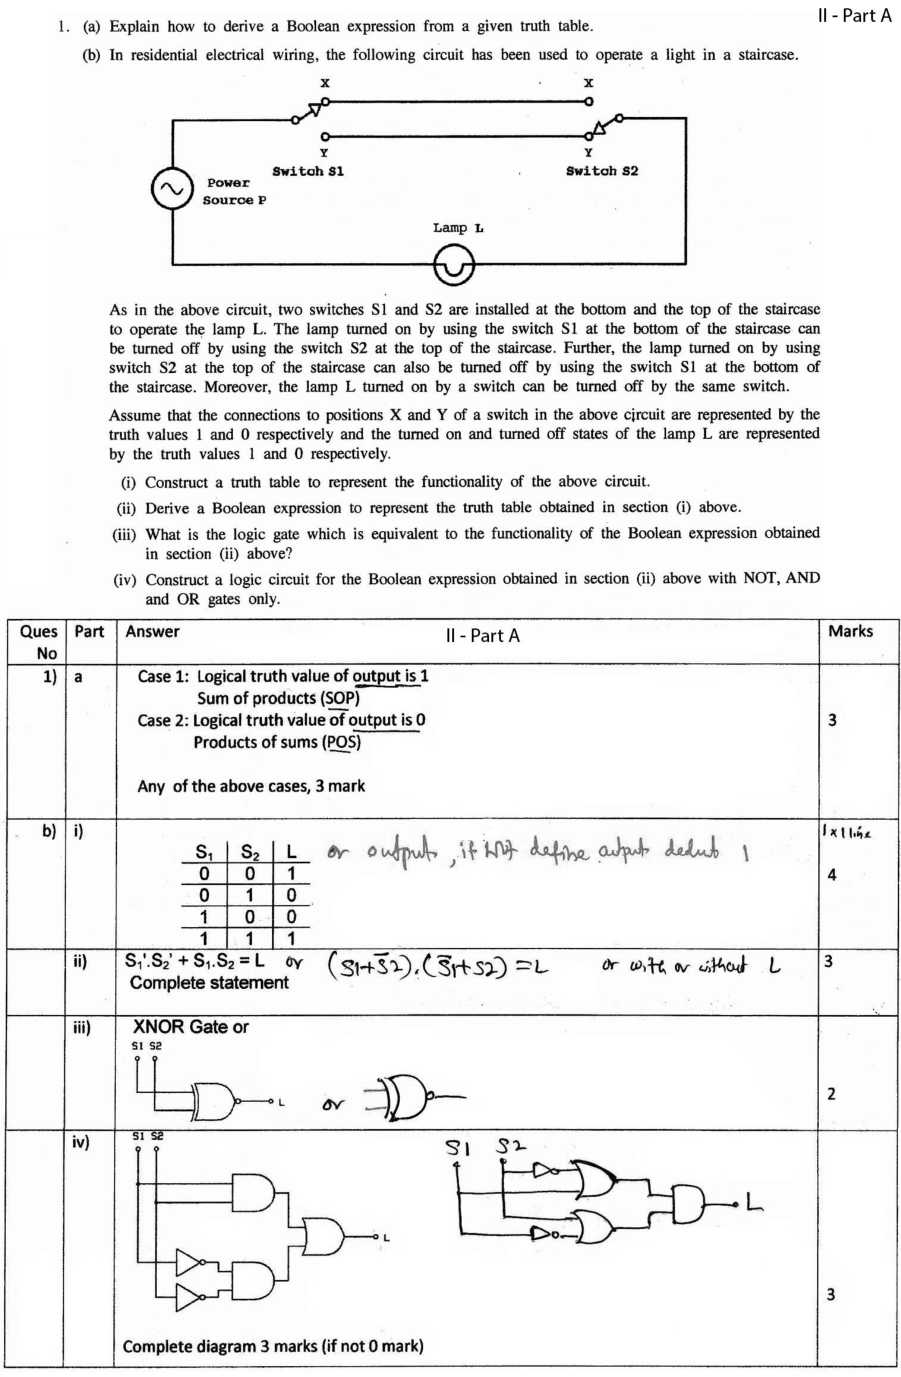 II - Part A
1. (a) Explain how to derive a Boolean expression from a given truth table.
(b) In residential electrical wiring, the following circuit has been used to operate a light in a staircase.
X X
Y Y
Switch S1 Switch S2
Power
Source P
Lamp L
As in the above circuit, two switches S1 and S2 are installed at the bottom and the top of the staircase
to operate the lamp L. The lamp turned on by using the switch S1 at the bottom of the staircase can
be turned off by using the switch S2 at the top of the staircase. Further, the lamp turned on by using
switch S2 at the top of the staircase can also be turned off by using the switch S1 at the bottom of
the staircase. Moreover, the lamp L turned on by a switch can be turned off by the same switch.
Assume that the connections to positions X and Y of a switch in the above circuit are represented by the
truth values 1 and 0 respectively and the turned on and turned off states of the lamp L are represented
by the truth values 1 and 0 respectively.
(i) Construct a truth table to represent the functionality of the above circuit.
(ii) Derive a Boolean expression to represent the truth table obtained in section (i) above.
(iii) What is the logic gate which is equivalent to the functionality of the Boolean expression obtained
in section (ii) above?
(iv) Construct a logic circuit for the Boolean expression obtained in section (ii) above with NOT, AND
and OR gates only.
Ques No Part Answer II - Part A Marks
1) a Case 1: Logical truth value of output is 1
Sum of products (SOP)
Case 2: Logical truth value of output is 0 3
Products of sums (POS)
Any of the above cases, 3 mark
b) i) 1x1 line
S₁ S₂ L or output, if not define output dedut 1
0 0 1 4
0 1 0
1 0 0
1 1 1
ii) S₁'.S₂' + S₁.S₂ = L or (S1+S̅2).(S̅1+S2) = L or with or without L 3
Complete statement
iii) XNOR Gate or
S1 S2
L or 2
iv) S1 S2 S1 S2
L
L
3
Complete diagram 3 marks (if not 0 mark)